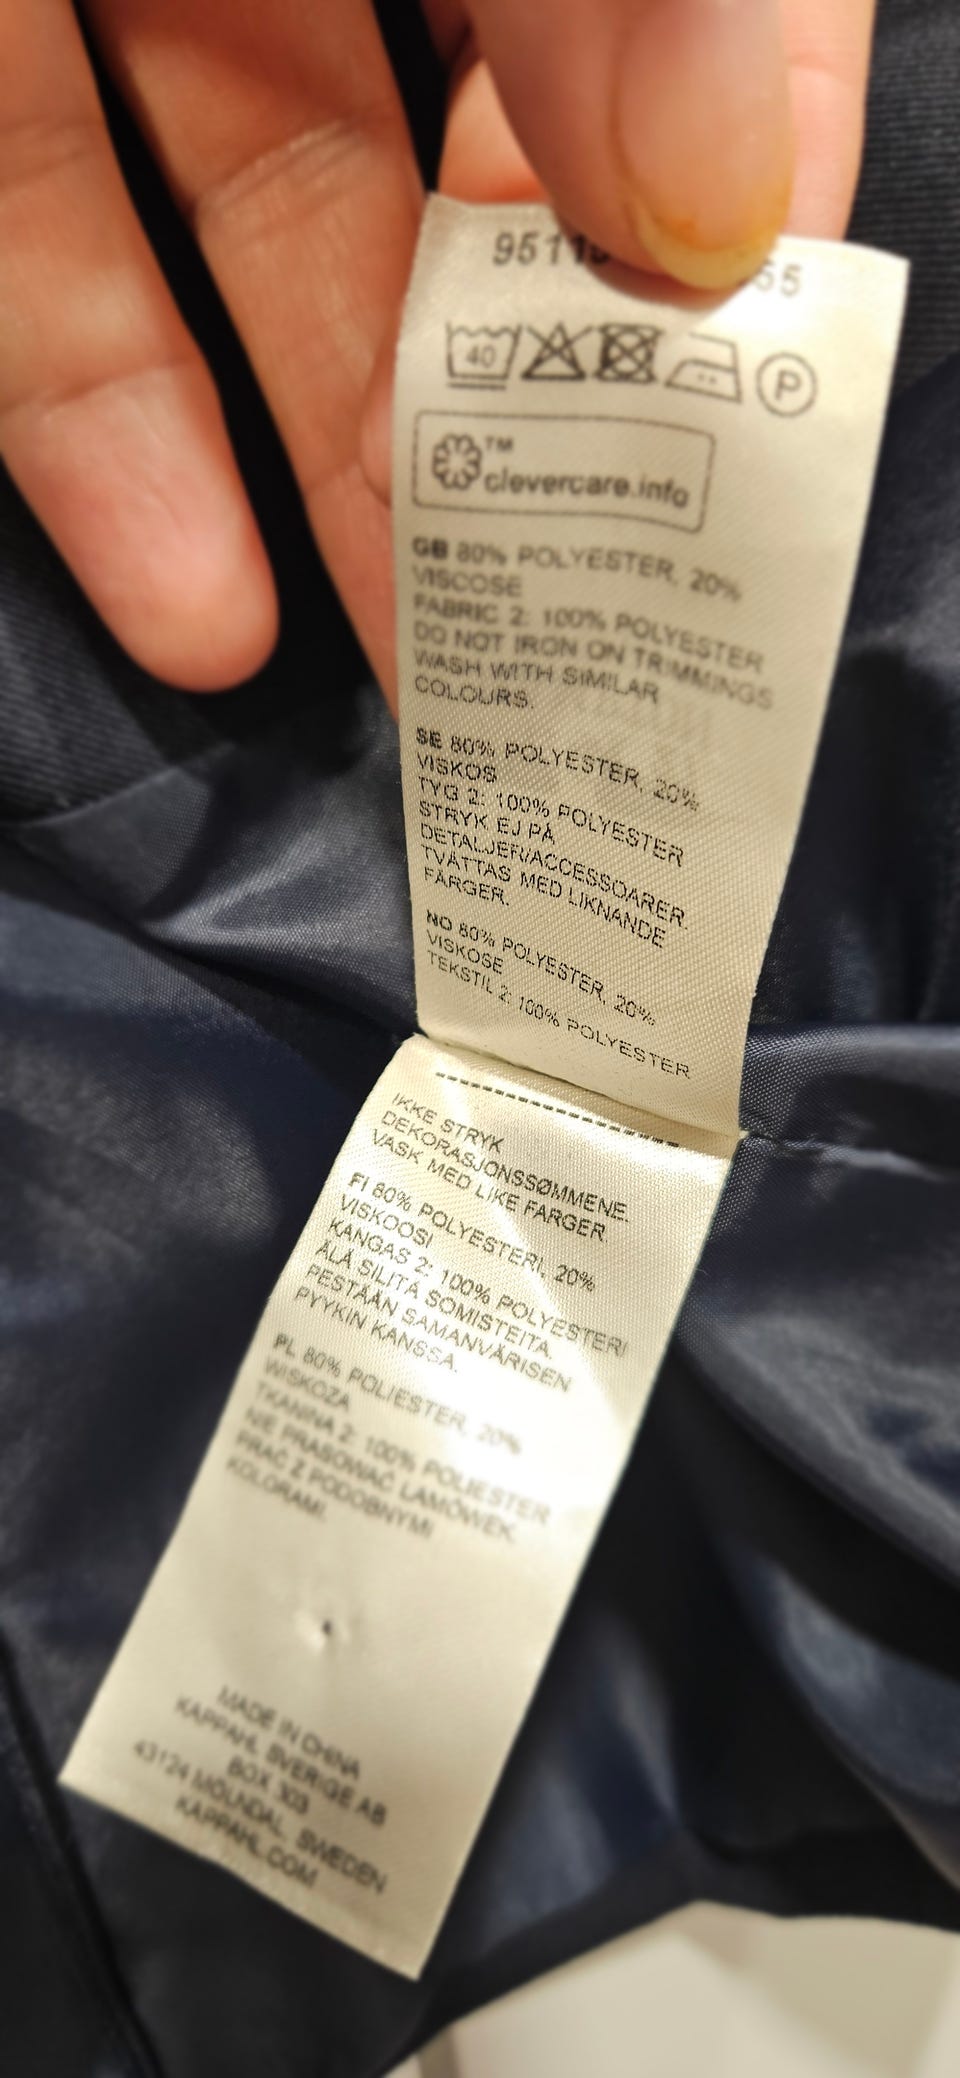 40
P
TM
clevercare.info
GB 80% POLYESTER, 20%
VISCOSE
FABRIC 2: 100% POLYESTER
DO NOT IRON ON TRIMMINGS
WASH WITH SIMILAR
COLOURS.
SE 80% POLYESTER, 20%
VISKOS
TYG 2: 100% POLYESTER
STRYK EJ PÅ
DETALJER/ACCESSOARER.
TVÄTTAS MED LIKNANDE
FÄRGER.
NO 80% POLYESTER, 20%
VISKOSE
TEKSTIL 2: 100% POLYESTER
IKKE STRYK
DEKORASJONSSØMMENE.
VASK MED LIKE FARGER
FI 80% POLYESTERI, 20%
VISKOOSI
KANGAS 2: 100% POLYESTERI
ÄLÄ SILITÄ SOMISTEITA.
PESTÄÄN SAMANVÄRISEN
PYYKIN KANSSA.
PL 80% POLIESTER, 20%
WISKOZA
TKANINA 2: 100% POLIESTER
NIE PRASOWAĆ LAMÓWEK.
PRAĆ Z PODOBNYMI
KOLORAMI.
MADE IN CHINA
KAPPAHL SVERIGE AB
BOX 303
43124 MÖLNDAL, SWEDEN
KAPPAHL.COM